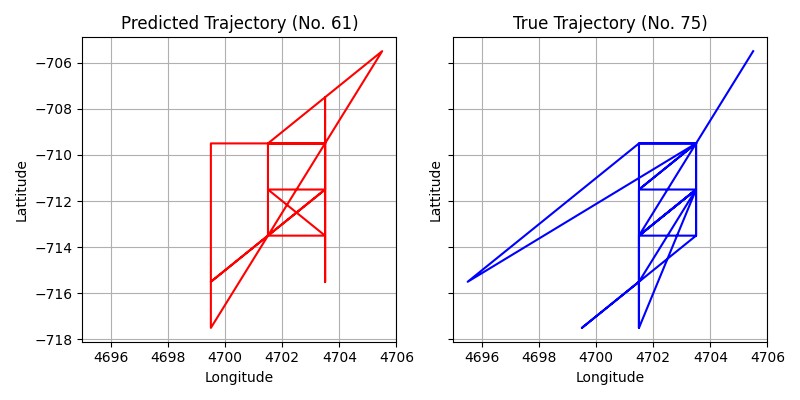 Predicted Trajectory (No. 61)
True Trajectory (No. 75)
−706
−708
−710
−712
−714
−716
−718
Lattitude
Lattitude
4696 4698 4700 4702 4704 4706
4696 4698 4700 4702 4704 4706
Longitude
Longitude